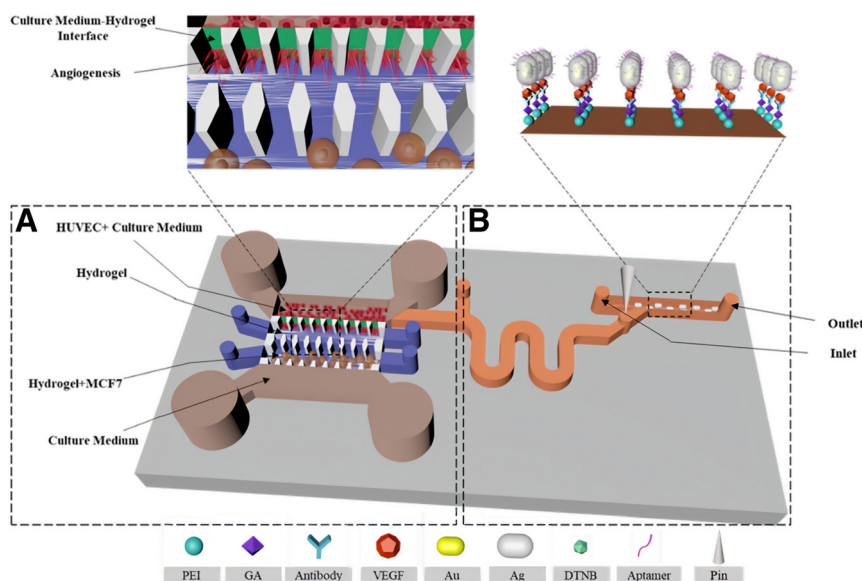 Culture Medium-Hydrogel
Interface
Angiogenesis
A
B
HUVEC+ Culture Medium
Hydrogel
Hydrogel+MCF7
Culture Medium
Outlet
Inlet
PEI
GA
Antibody
VEGF
Au
Ag
DTNB
Aptamer
Pin